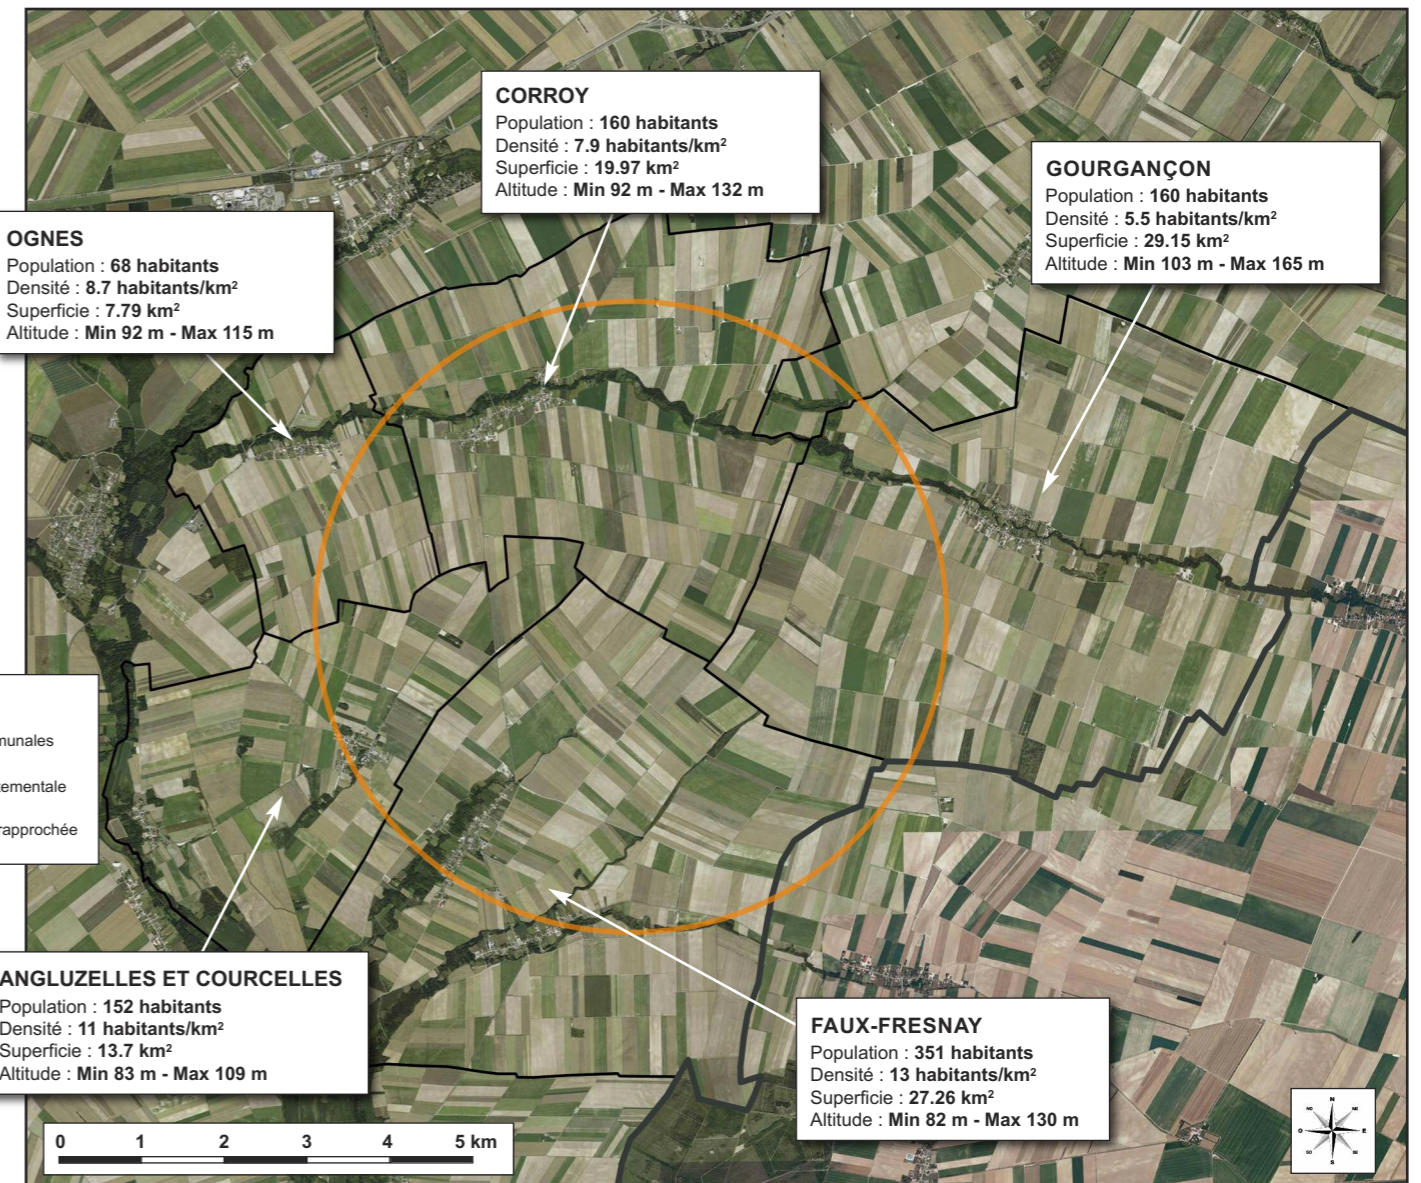 CORROY
Population : 160 habitants
Densité : 7.9 habitants/km²
Superficie : 19.97 km²
Altitude : Min 92 m - Max 132 m
GOURGANÇON
Population : 160 habitants
Densité : 5.5 habitants/km²
Superficie : 29.15 km²
Altitude : Min 103 m - Max 165 m
OGNES
Population : 68 habitants
Densité : 8.7 habitants/km²
Superficie : 7.79 km²
Altitude : Min 92 m - Max 115 m
munales
tementale
rapprochée
ANGLUZELLES ET COURCELLES
Population : 152 habitants
Densité : 11 habitants/km²
Superficie : 13.7 km²
Altitude : Min 83 m - Max 109 m
FAUX-FRESNAY
Population : 351 habitants
Densité : 13 habitants/km²
Superficie : 27.26 km²
Altitude : Min 82 m - Max 130 m
0 1 2 3 4 5 km
N
NO NE
O E
SO SE
S